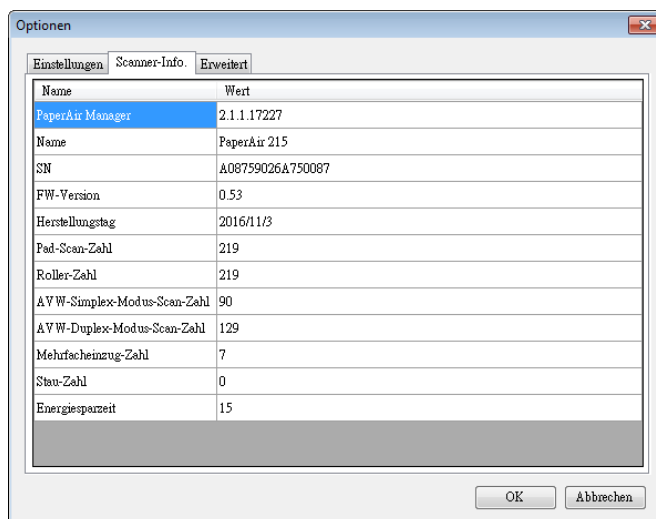 Optionen
Einstellungen Scanner-Info. Erweitert
Name Wert
PaperAir Manager 2.1.1.17227
Name PaperAir 215
SN A08759026A750087
FW-Version 0.53
Herstellungstag 2016/11/3
Pad-Scan-Zahl 219
Roller-Zahl 219
AVW-Simplex-Modus-Scan-Zahl 90
AVW-Duplex-Modus-Scan-Zahl 129
Mehrfacheinzug-Zahl 7
Stau-Zahl 0
Energiesparzeit 15
OK Abbrechen